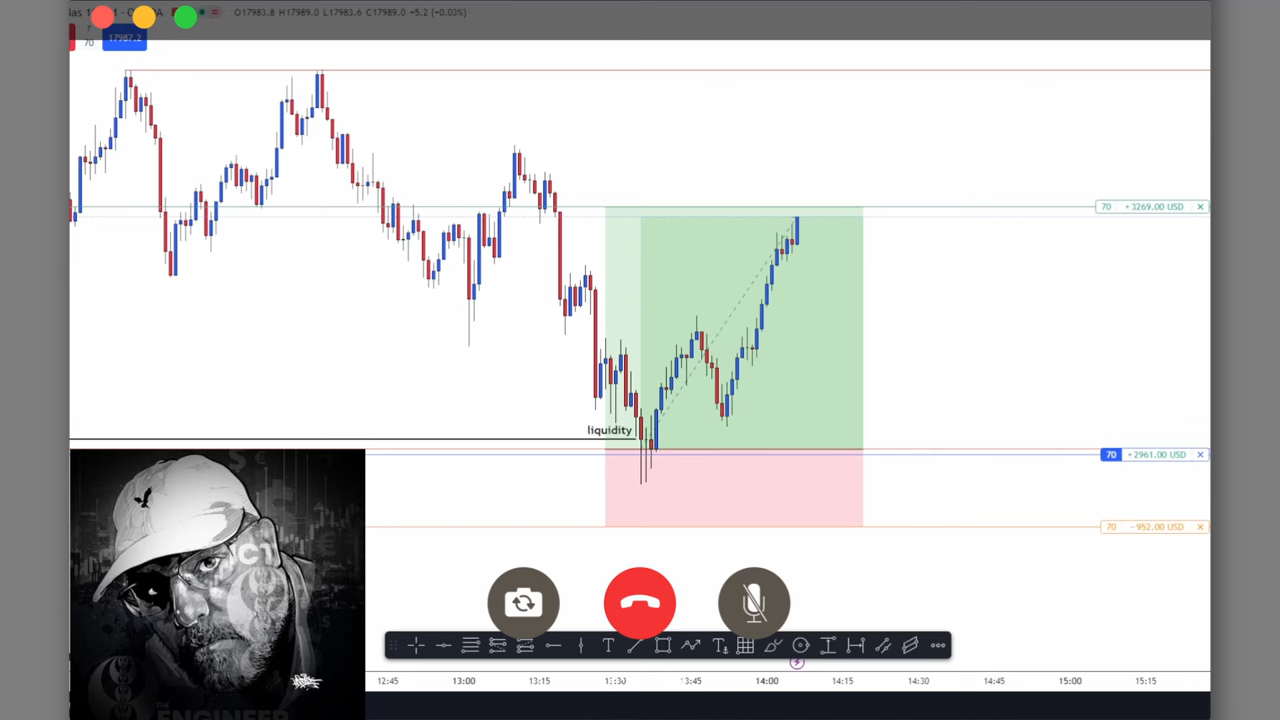 O17983.8 H17989.0 L17983.6 C17989.0 +5.2 (+0.03%)
7
70
17987.2
70 +3269.00 USD ×
liquidity
70 +2961.00 USD ×
70 −952.00 USD ×
T
12:45 13:00 13:15 13:30 13:45 14:00 14:15 14:30 14:45 15:00 15:15
THE
ENGINEER